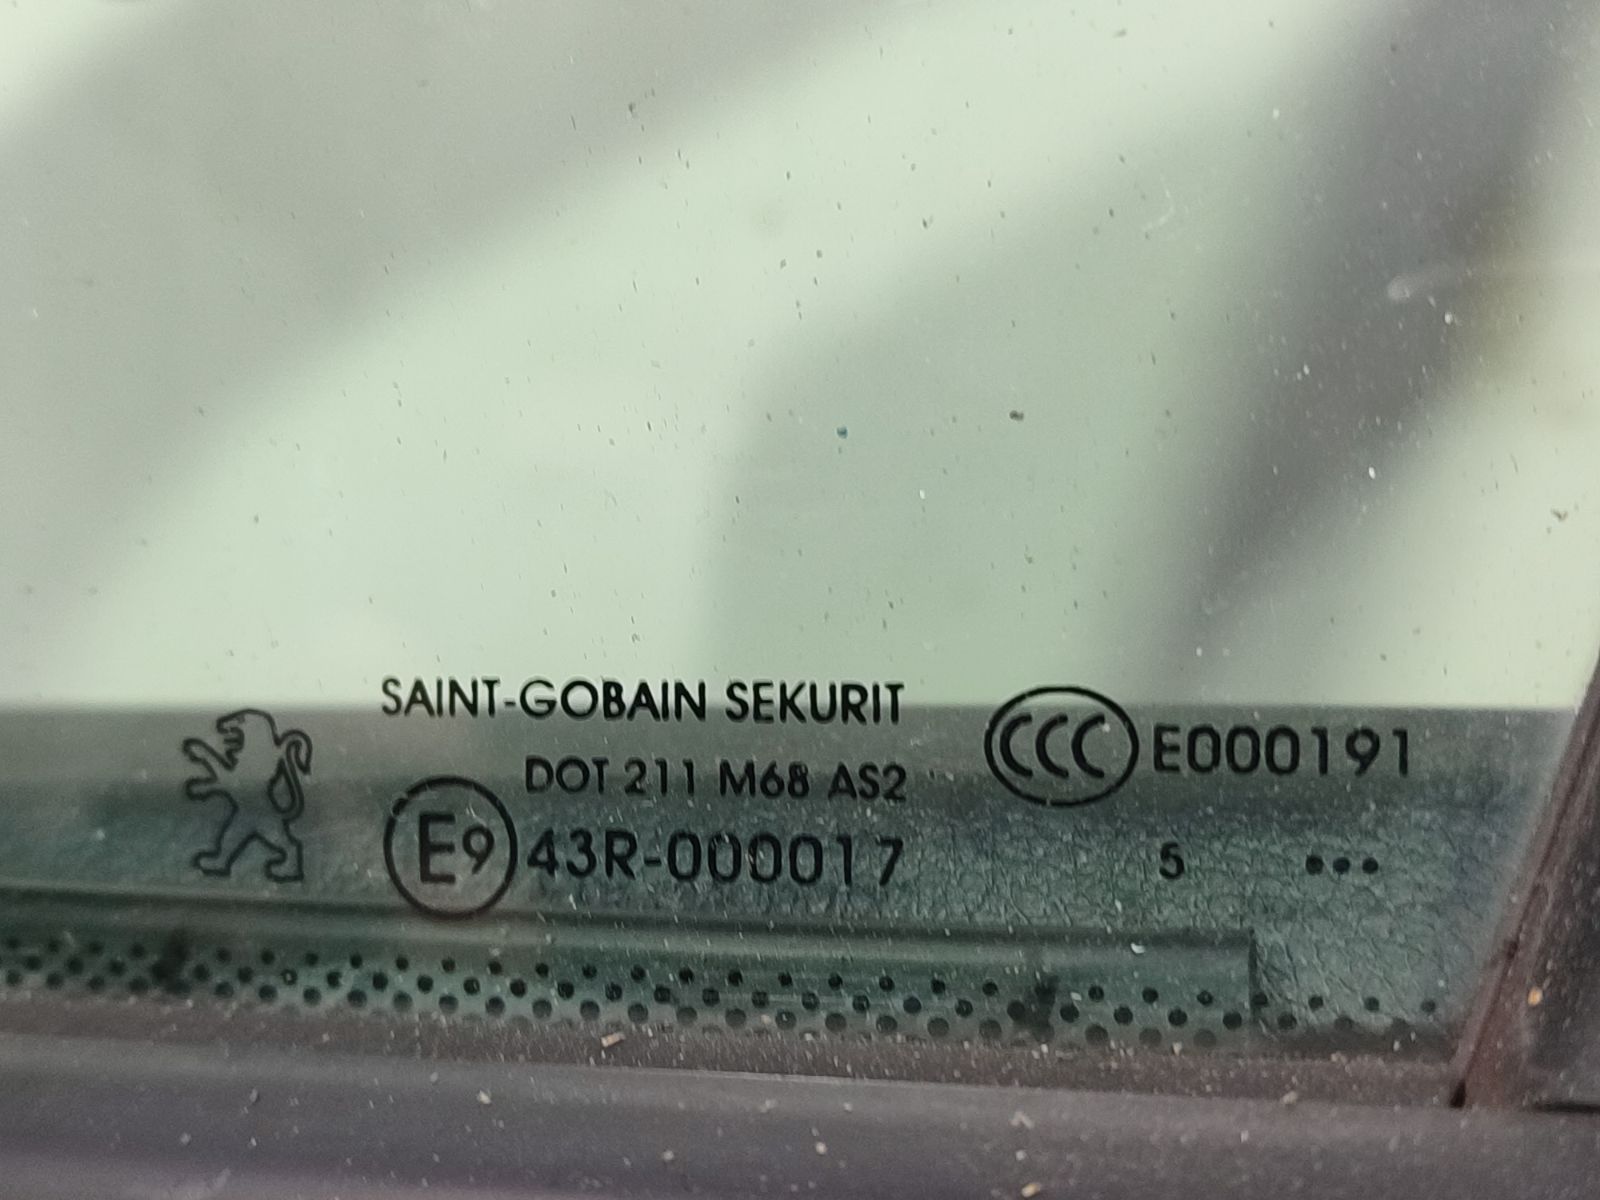 SAINT-GOBAIN SEKURIT
DOT 211 M68 AS2
CCC E000191
E9 43R-000017
5 •••